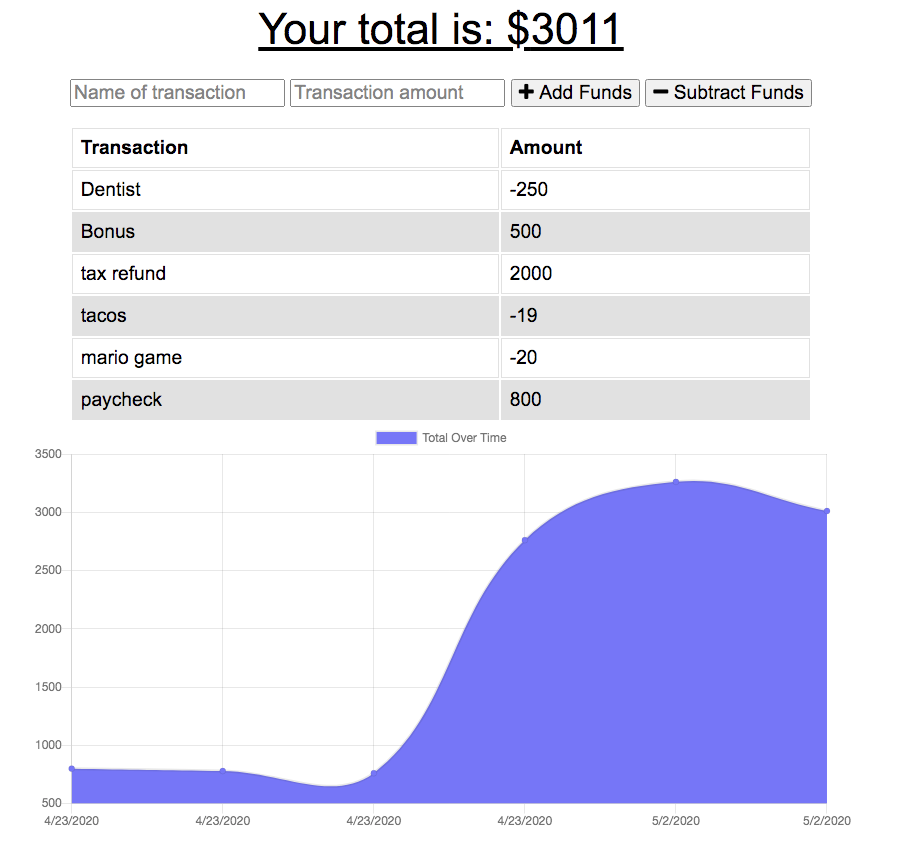 Your total is: $3011
Name of transaction Transaction amount + Add Funds − Subtract Funds
Transaction Amount
Dentist -250
Bonus 500
tax refund 2000
tacos -19
mario game -20
paycheck 800
Total Over Time
3500
3000
2500
2000
1500
1000
500
4/23/2020 4/23/2020 4/23/2020 4/23/2020 5/2/2020 5/2/2020